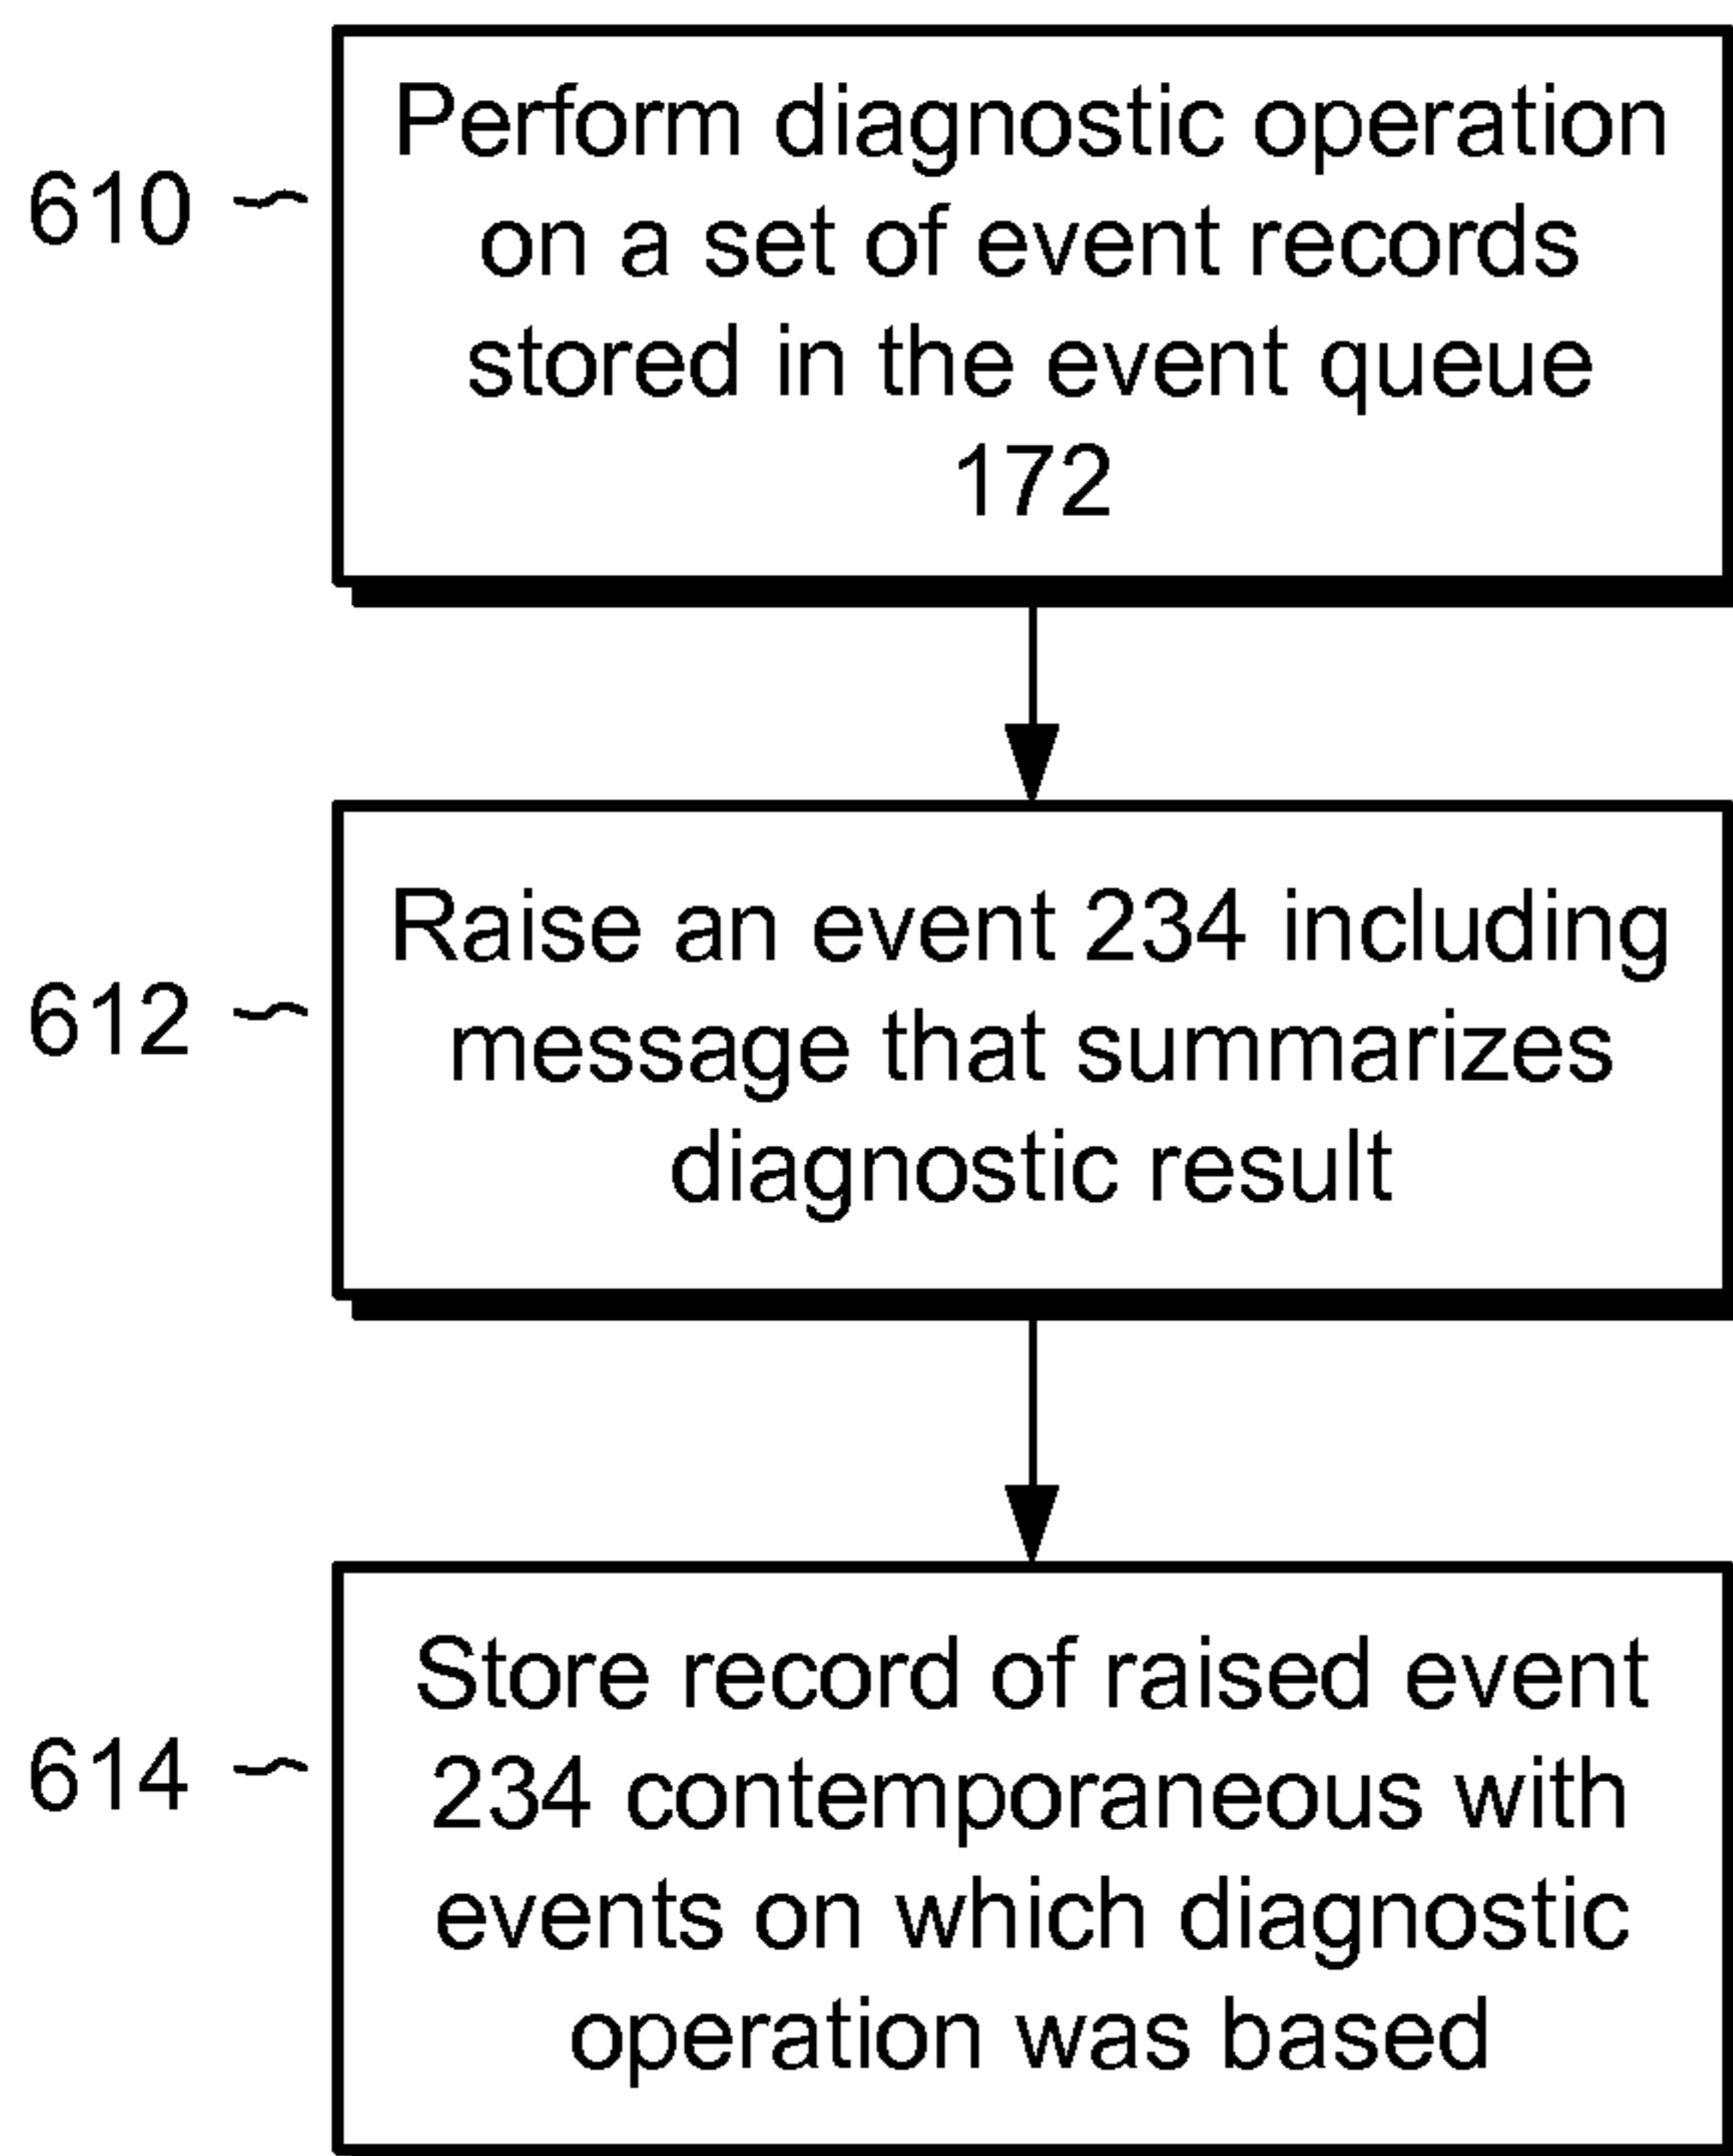 Perform diagnostic operation
610
on a set of event records
stored in the event queue
172
Raise an event 234 including
612
message that summarizes
diagnostic result
Store record of raised event
614
234 contemporaneous with
events on which diagnostic
operation was based